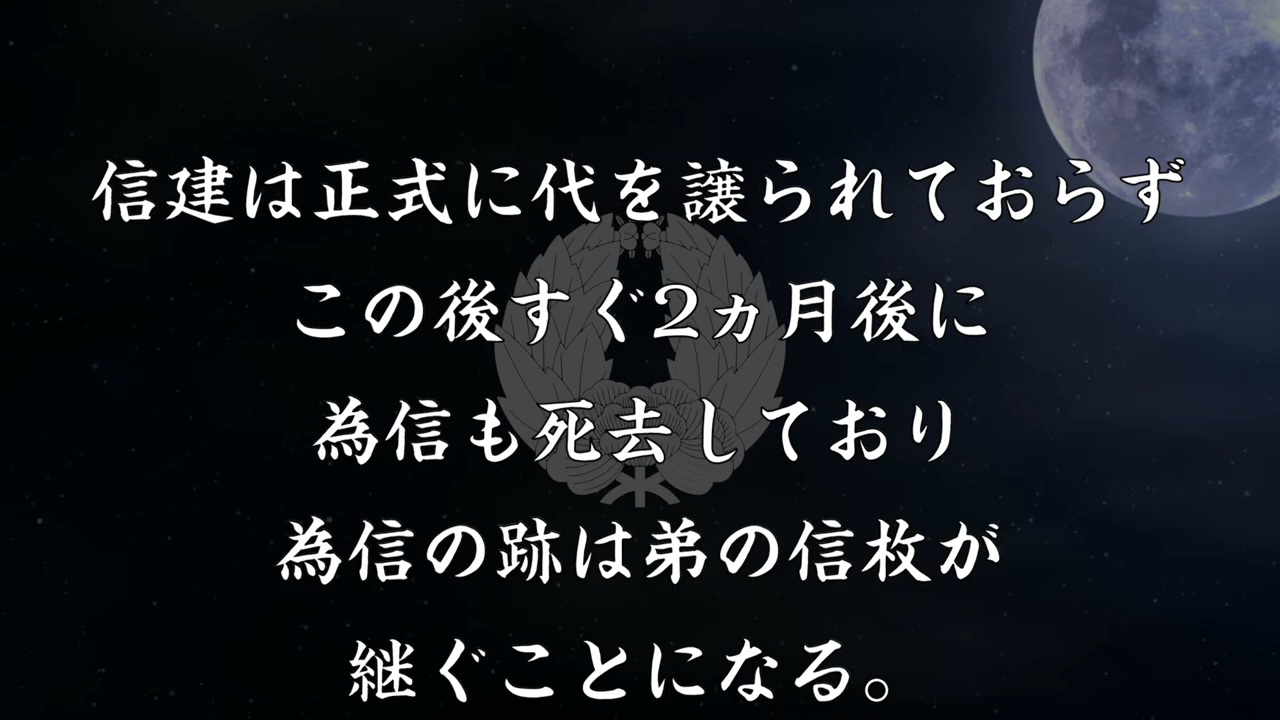 信建は正式に代を譲られておらず
この後すぐ2ヵ月後に
為信も死去しており
為信の跡は弟の信枚が
継ぐことになる。